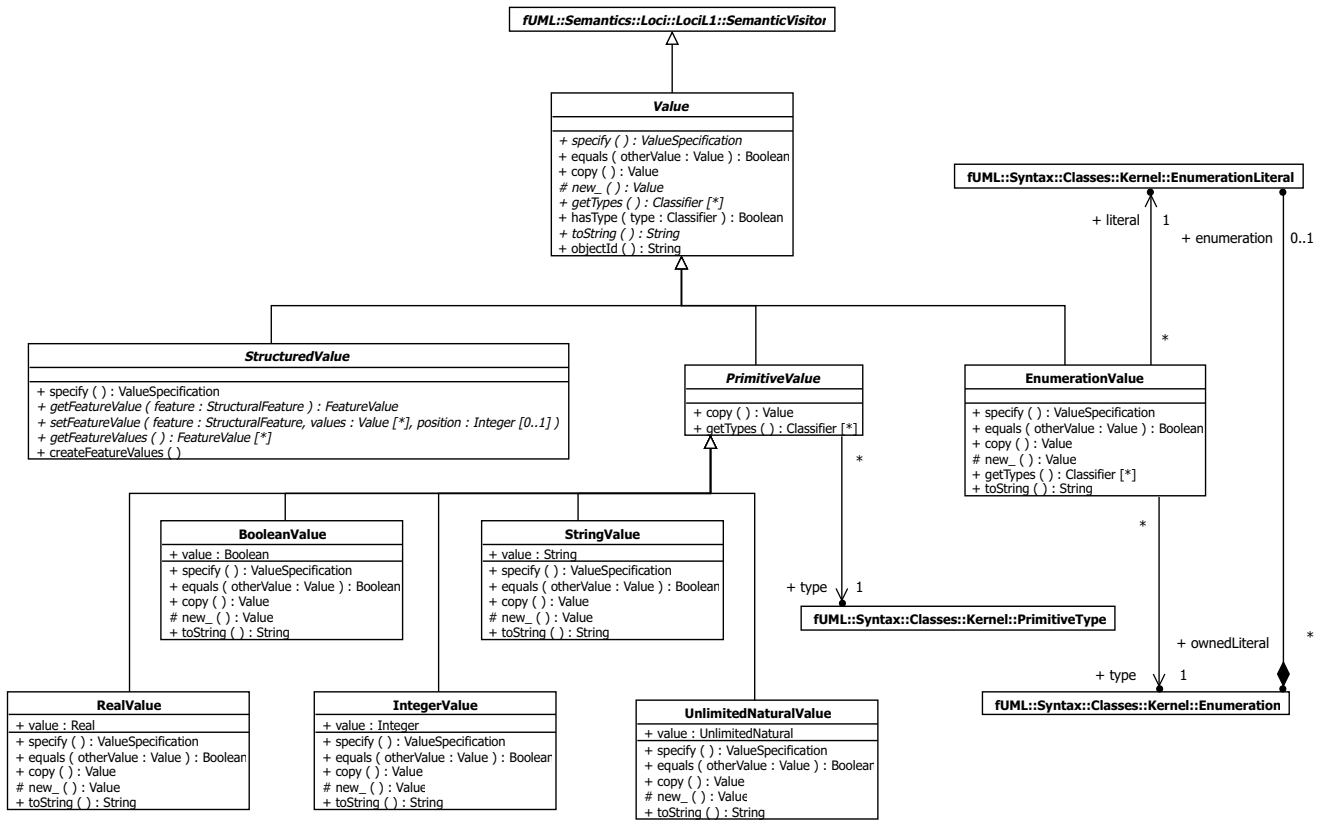 fUML::Semantics::Loci::LociL1::SemanticVisitor
Value
+ specify ( ) : ValueSpecification
+ equals ( otherValue : Value ) : Boolean
+ copy ( ) : Value
# new_ ( ) : Value
+ getTypes ( ) : Classifier [*]
+ hasType ( type : Classifier ) : Boolean
+ toString ( ) : String
+ objectId ( ) : String
fUML::Syntax::Classes::Kernel::EnumerationLiteral
+ literal 1
+ enumeration 0..1
*
StructuredValue
+ specify ( ) : ValueSpecification
+ getFeatureValue ( feature : StructuralFeature ) : FeatureValue
+ setFeatureValue ( feature : StructuralFeature, values : Value [*], position : Integer [0..1] )
+ getFeatureValues ( ) : FeatureValue [*]
+ createFeatureValues ( )
PrimitiveValue
+ copy ( ) : Value
+ getTypes ( ) : Classifier [*]
*
EnumerationValue
+ specify ( ) : ValueSpecification
+ equals ( otherValue : Value ) : Boolean
+ copy ( ) : Value
# new_ ( ) : Value
+ getTypes ( ) : Classifier [*]
+ toString ( ) : String
*
BooleanValue
+ value : Boolean
+ specify ( ) : ValueSpecification
+ equals ( otherValue : Value ) : Boolean
+ copy ( ) : Value
# new_ ( ) : Value
+ toString ( ) : String
StringValue
+ value : String
+ specify ( ) : ValueSpecification
+ equals ( otherValue : Value ) : Boolean
+ copy ( ) : Value
# new_ ( ) : Value
+ toString ( ) : String
+ type 1
fUML::Syntax::Classes::Kernel::PrimitiveType
+ ownedLiteral *
+ type 1
fUML::Syntax::Classes::Kernel::Enumeration
RealValue
+ value : Real
+ specify ( ) : ValueSpecification
+ equals ( otherValue : Value ) : Boolean
+ copy ( ) : Value
# new_ ( ) : Value
+ toString ( ) : String
IntegerValue
+ value : Integer
+ specify ( ) : ValueSpecification
+ equals ( otherValue : Value ) : Boolean
+ copy ( ) : Value
# new_ ( ) : Value
+ toString ( ) : String
UnlimitedNaturalValue
+ value : UnlimitedNatural
+ specify ( ) : ValueSpecification
+ equals ( otherValue : Value ) : Boolean
+ copy ( ) : Value
# new_ ( ) : Value
+ toString ( ) : String